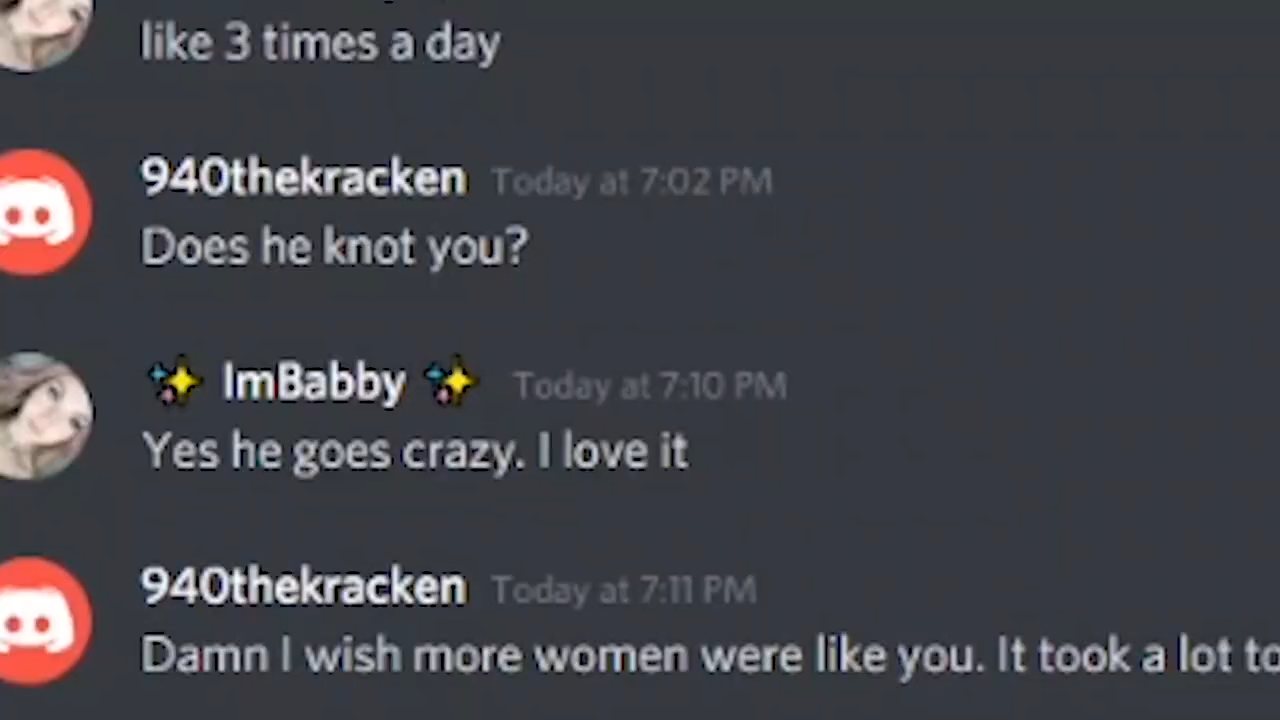 like 3 times a day
940thekracken Today at 7:02 PM
Does he knot you?
✨ ImBabby ✨ Today at 7:10 PM
Yes he goes crazy. I love it
940thekracken Today at 7:11 PM
Damn I wish more women were like you. It took a lot to